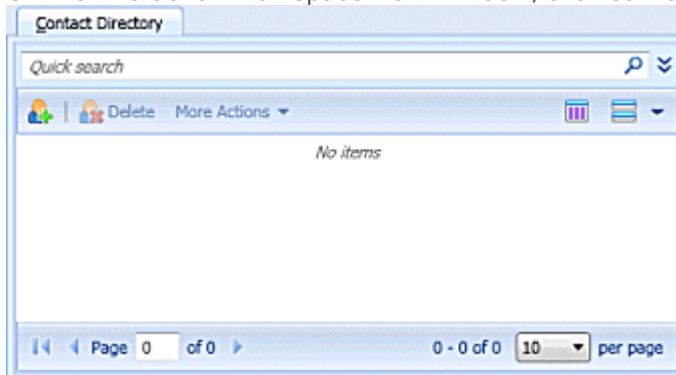 Contact Directory
Quick search
Delete More Actions
No items
Page 0 of 0 0 - 0 of 0 10 per page